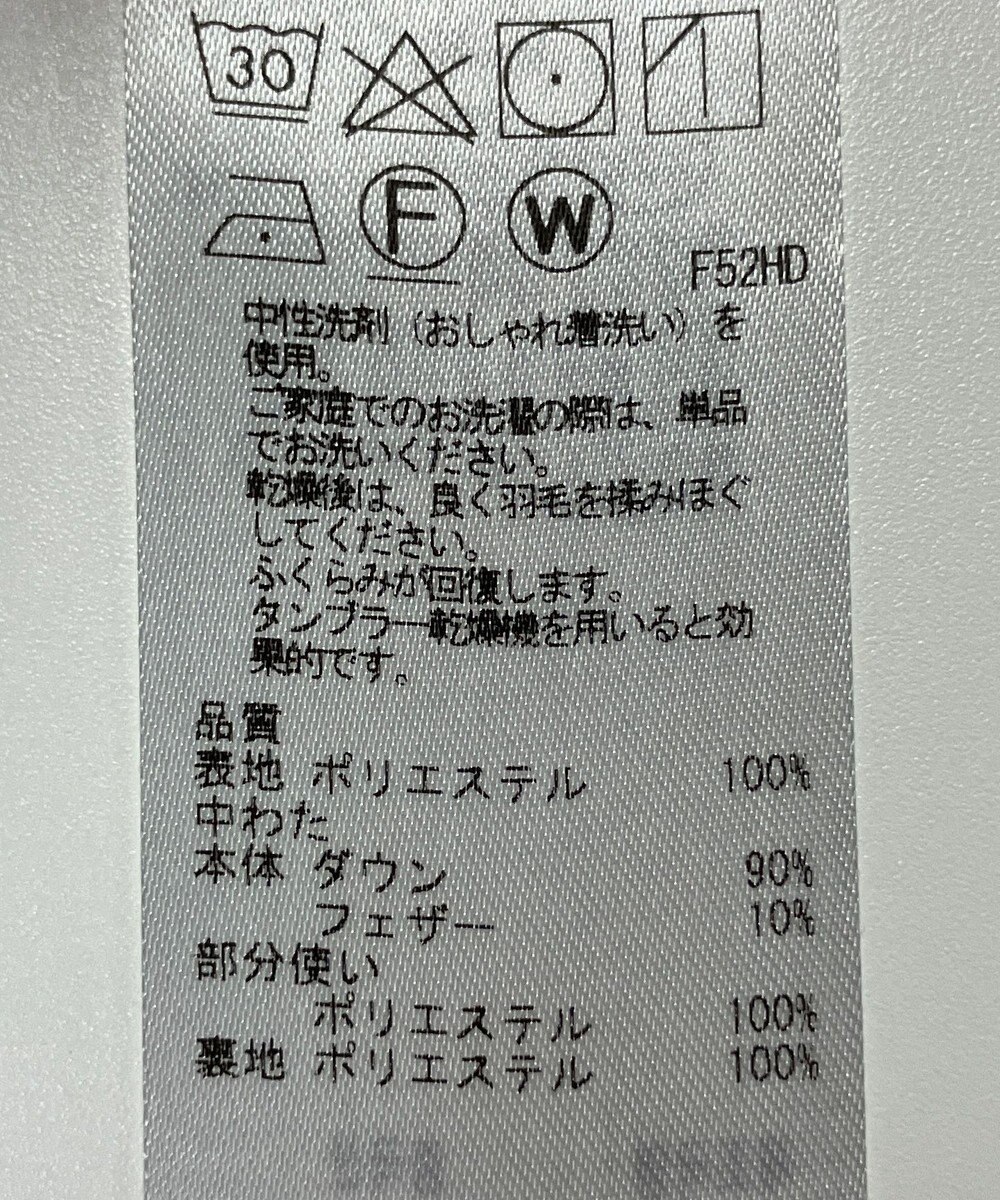 30
F W
F52HD
中性洗剤（おしゃれ着洗い）を
使用。
ご家庭でのお洗濯の際は、単品
でお洗いください。
乾燥後は、良く羽毛を揉みほぐ
してください。
ふくらみが回復します。
タンブラー乾燥機を用いると効
果的です。
品質
表地 ポリエステル 100%
中わた
本体 ダウン 90%
フェザー 10%
部分使い
ポリエステル 100%
裏地 ポリエステル 100%